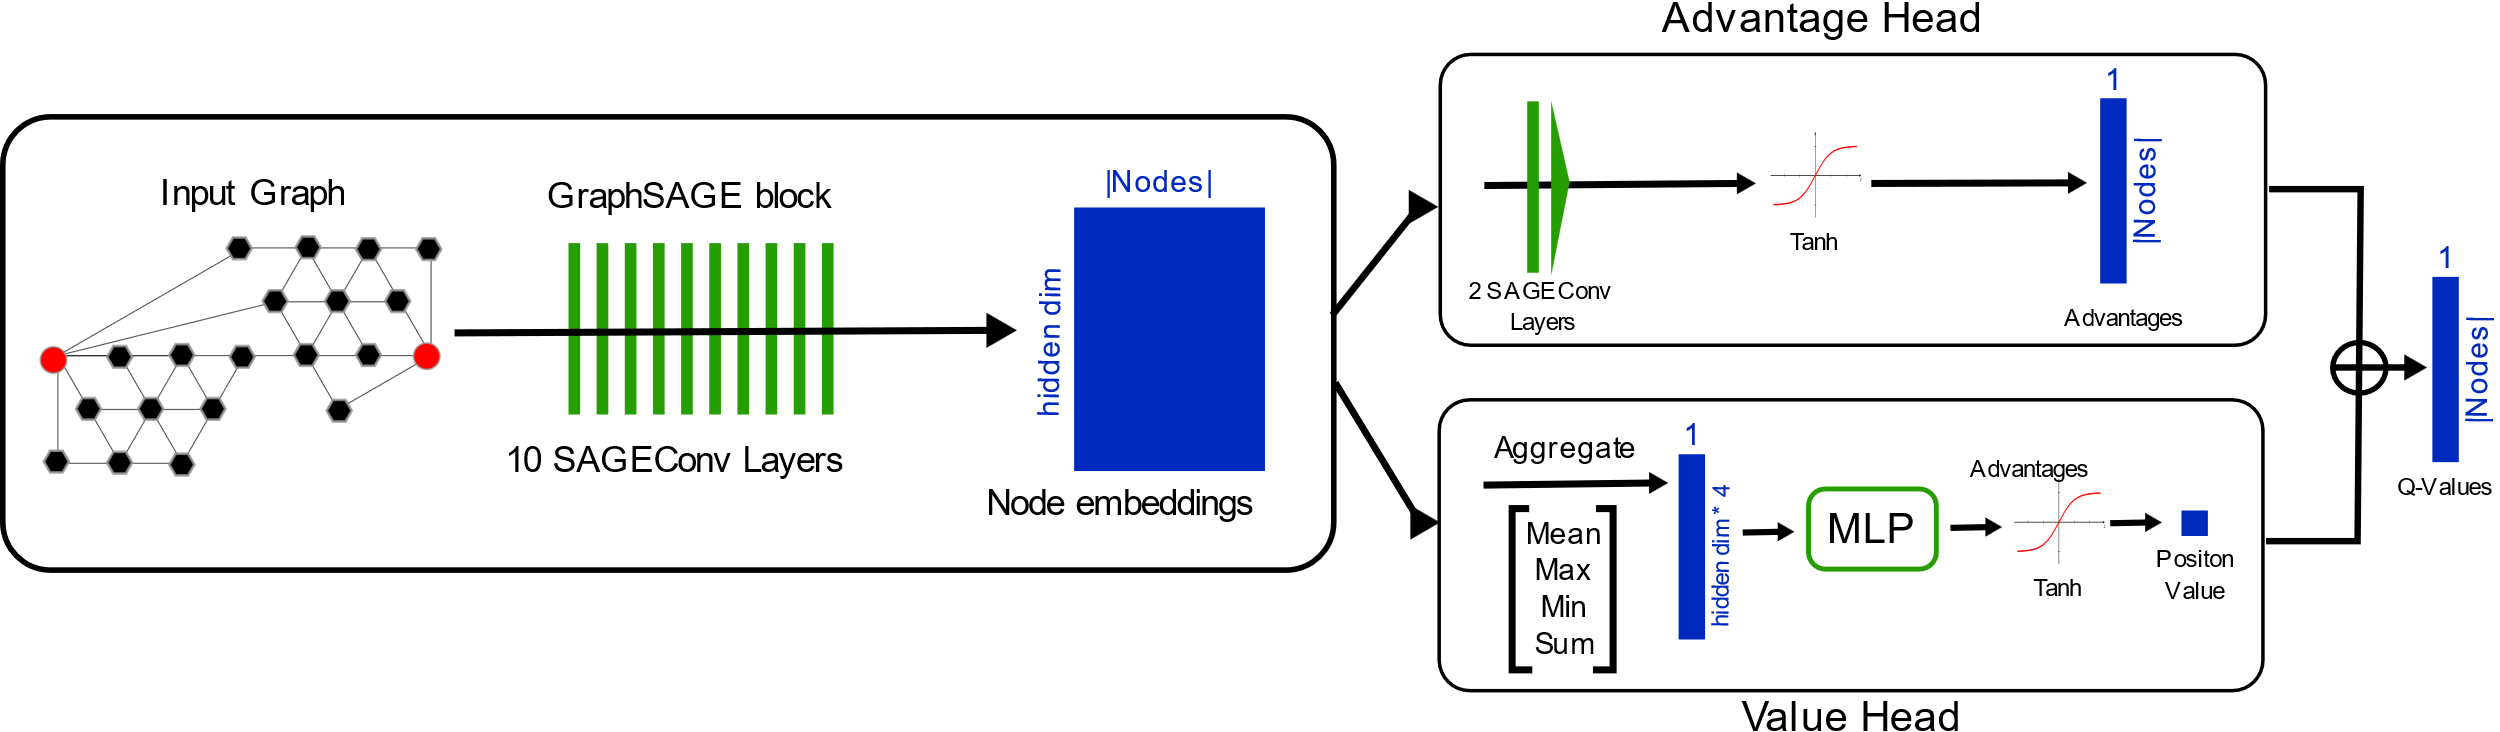 Advantage Head
Input Graph
GraphSAGE block
10 SAGEConv Layers
|Nodes|
hidden dim
Node embeddings
2 SAGEConv
Layers
Tanh
1
|Nodes|
Advantages
Aggregate
Mean
Max
Min
Sum
1
hidden dim * 4
MLP
Advantages
Tanh
Positon
Value
Value Head
1
|Nodes|
Q-Values